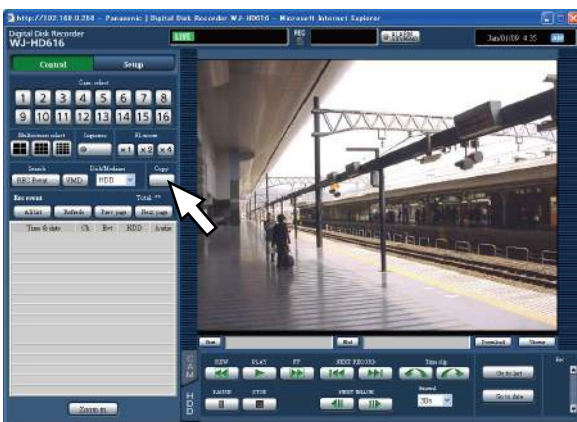 http://192.168.0.250 - Panasonic | Digital Disk Recorder WJ-HD616 - Microsoft Internet Explorer
Digital Disk Recorder
WJ-HD616
LIVE
REC
ALARM
Jan/01/09 4:35 AM
Control Setup
Cam. select
1 2 3 4 5 6 7 8
9 10 11 12 13 14 15 16
Multiscreen select Sequence El-zoom
x1 x2 x4
Search Disk/Medium Copy
REC Event VMD HDD
Rec event Total **
All list Refresh Prev page Next page
Time & date Ch Evt HDD Audio
Start End Download Viewer
CAM
HDD
REW PLAY FF NEXT RECORD Time slip
Go to last
PAUSE STOP NEXT IMAGE
30s
Go to date
Zoom in